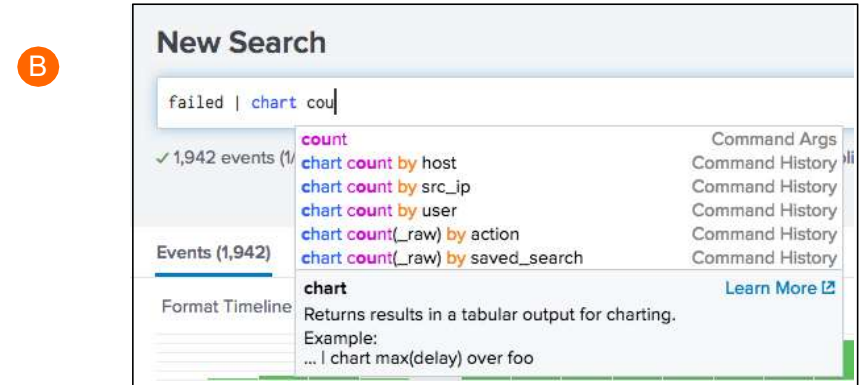 B
New Search
failed | chart cou
✓ 1,942 events (1/
count Command Args
chart count by host Command History
chart count by src_ip Command History
chart count by user Command History
chart count(_raw) by action Command History
chart count(_raw) by saved_search Command History
Events (1,942)
chart Learn More
Format Timeline
Returns results in a tabular output for charting.
Example:
... | chart max(delay) over foo